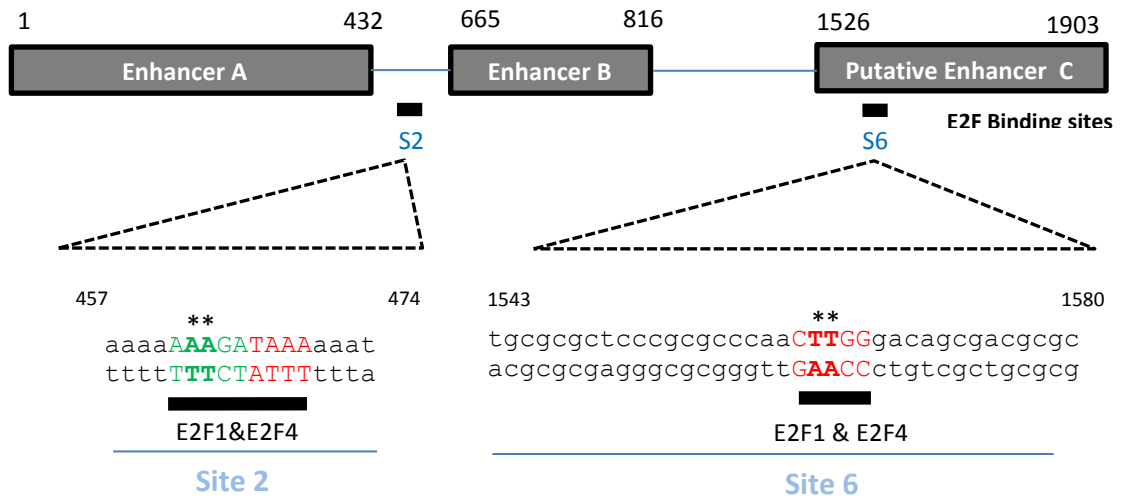 1 432 665 816 1526 1903
Enhancer A Enhancer B Putative Enhancer C
E2F Binding sites
S2 S6
457 474 1543 1580
** **
aaaaAAAGATAAAaaat tgcgcgctcccgcgcccaaCTTGGgacagcgacgcgc
ttttTTTCTATTTttta acgcgcgagggcgcgggttGAACCctgtcgctgcgcg
E2F1&E2F4 E2F1 & E2F4
Site 2 Site 6